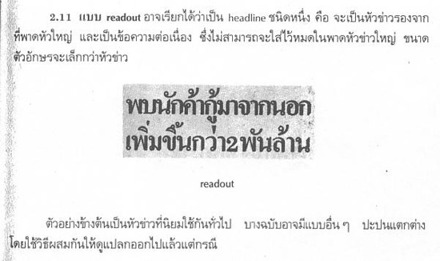 2.11 แบบ readout อาจเรียกได้ว่าเป็น headline ชนิดหนึ่ง คือ จะเป็นหัวข่าวรองจาก
ที่พาดหัวใหญ่ และเป็นข้อความต่อเนื่อง ซึ่งไม่สามารถจะใส่ไว้หมดในพาดหัวข่าวใหญ่ ขนาด
ตัวอักษรจะเล็กกว่าหัวข่าว
พบนักค้ากู้มาจากนอก
เพิ่มขึ้นกว่า2พันล้าน
readout
ตัวอย่างข้างต้นเป็นหัวข่าวที่นิยมใช้กันทั่วไป บางฉบับอาจมีแบบอื่น ๆ ปะปนแตกต่าง
โดยใช้วิธีผสมกันให้ดูแปลกออกไปแล้วแต่กรณี